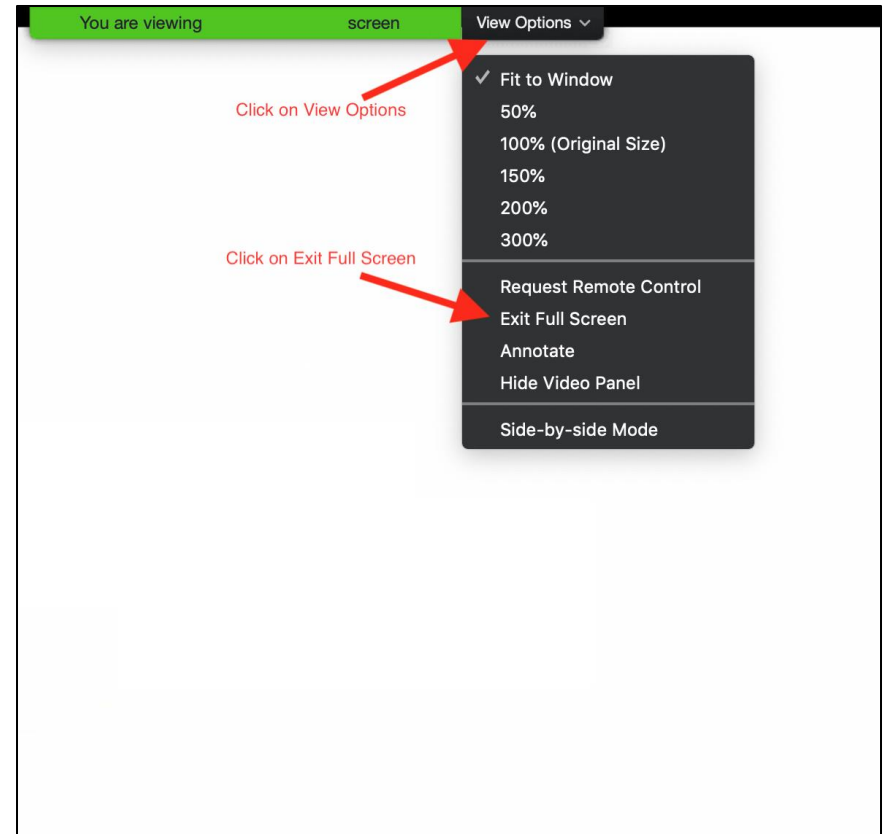 You are viewing screen View Options
Click on View Options
Fit to Window
50%
100% (Original Size)
150%
200%
300%
Click on Exit Full Screen
Request Remote Control
Exit Full Screen
Annotate
Hide Video Panel
Side-by-side Mode